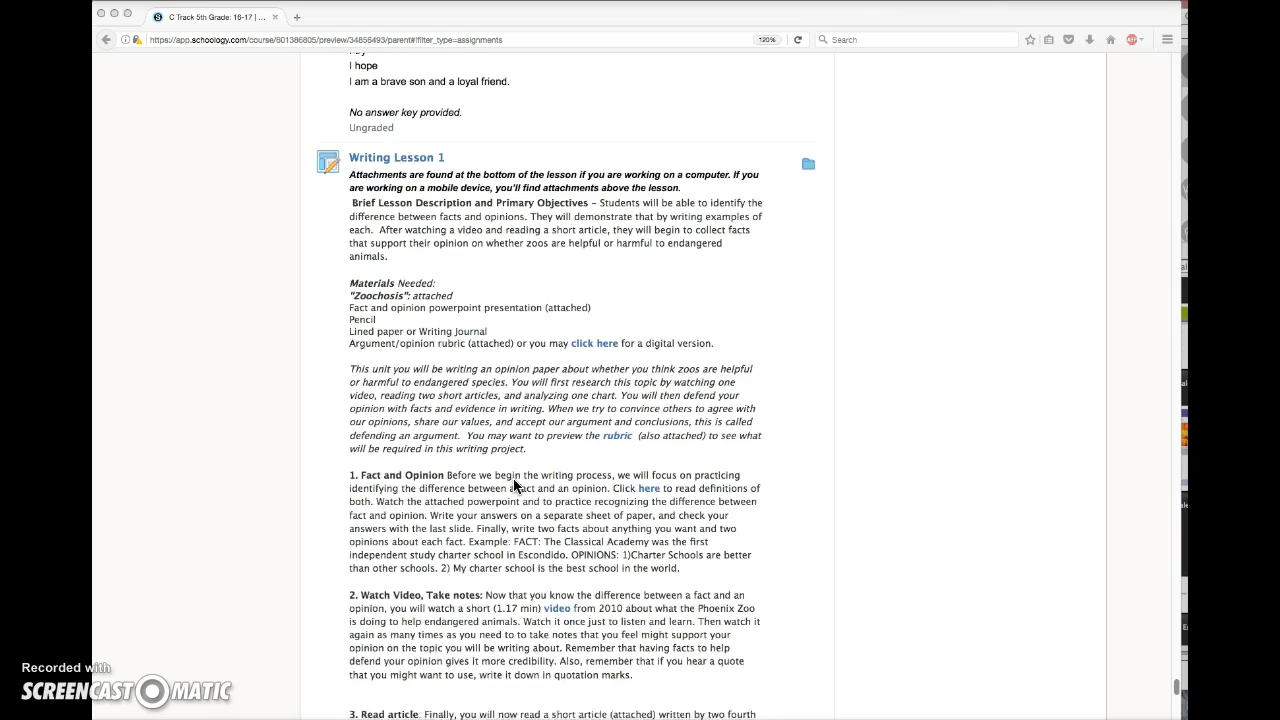 C Track 5th Grade: 16-17 | ...
https://app.schoology.com/course/601386805/preview/34856493/parent#!filter_type=assignments
120%
Search
I hope
I am a brave son and a loyal friend.
No answer key provided.
Ungraded
Writing Lesson 1
Attachments are found at the bottom of the lesson if you are working on a computer. If you
are working on a mobile device, you'll find attachments above the lesson.
Brief Lesson Description and Primary Objectives – Students will be able to identify the
difference between facts and opinions. They will demonstrate that by writing examples of
each. After watching a video and reading a short article, they will begin to collect facts
that support their opinion on whether zoos are helpful or harmful to endangered
animals.
Materials Needed:
"Zoochosis": attached
Fact and opinion powerpoint presentation (attached)
Pencil
Lined paper or Writing Journal
Argument/opinion rubric (attached) or you may click here for a digital version.
This unit you will be writing an opinion paper about whether you think zoos are helpful
or harmful to endangered species. You will first research this topic by watching one
video, reading two short articles, and analyzing one chart. You will then defend your
opinion with facts and evidence in writing. When we try to convince others to agree with
our opinions, share our values, and accept our argument and conclusions, this is called
defending an argument. You may want to preview the rubric (also attached) to see what
will be required in this writing project.
1. Fact and Opinion Before we begin the writing process, we will focus on practicing
identifying the difference between a fact and an opinion. Click here to read definitions of
both. Watch the attached powerpoint and to practice recognizing the difference between
fact and opinion. Write your answers on a separate sheet of paper, and check your
answers with the last slide. Finally, write two facts about anything you want and two
opinions about each fact. Example: FACT: The Classical Academy was the first
independent study charter school in Escondido. OPINIONS: 1)Charter Schools are better
than other schools. 2) My charter school is the best school in the world.
2. Watch Video, Take notes: Now that you know the difference between a fact and an
opinion, you will watch a short (1.17 min) video from 2010 about what the Phoenix Zoo
is doing to help endangered animals. Watch it once just to listen and learn. Then watch it
again as many times as you need to to take notes that you feel might support your
opinion on the topic you will be writing about. Remember that having facts to help
defend your opinion gives it more credibility. Also, remember that if you hear a quote
that you might want to use, write it down in quotation marks.
3. Read article: Finally, you will now read a short article (attached) written by two fourth
Recorded with
SCREENCAST-O-MATIC